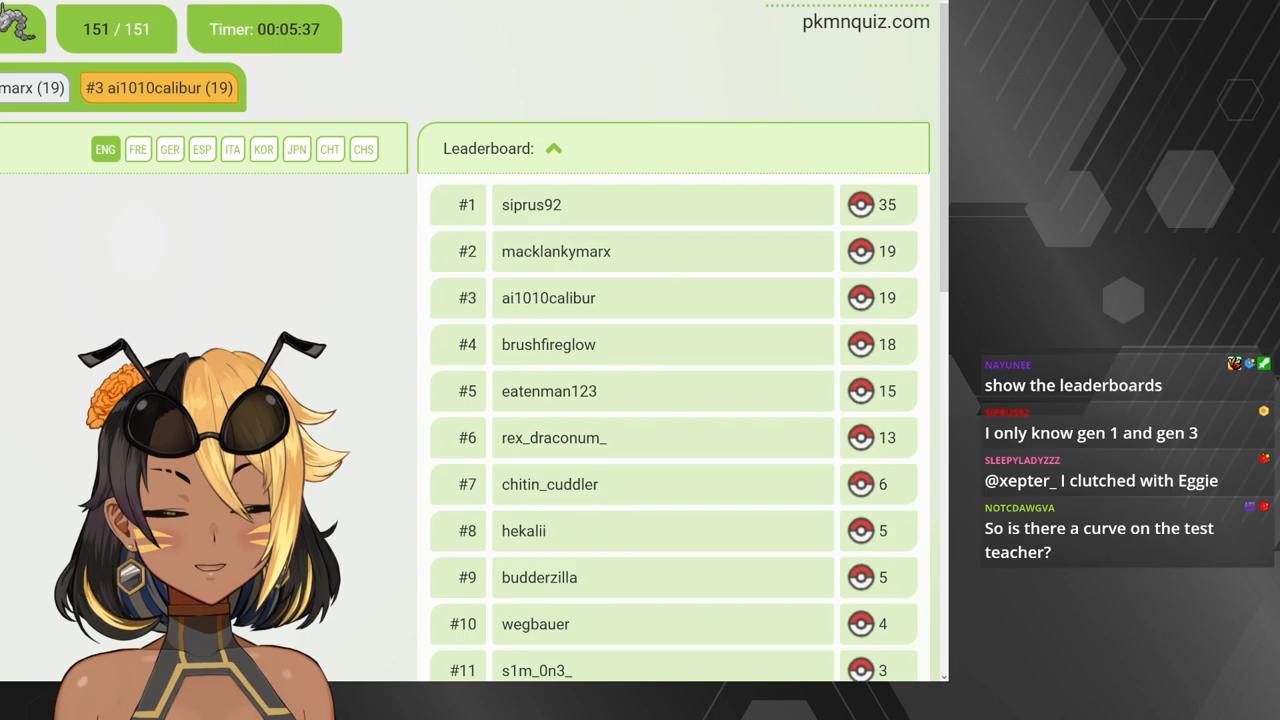 151 / 151
Timer: 00:05:37
pkmnquiz.com
marx (19)
#3 ai1010calibur (19)
ENG FRE GER ESP ITA KOR JPN CHT CHS
Leaderboard:
#1 siprus92 35
#2 macklankymarx 19
#3 ai1010calibur 19
#4 brushfireglow 18
#5 eatenman123 15
#6 rex_draconum_ 13
#7 chitin_cuddler 6
#8 hekalii 5
#9 budderzilla 5
#10 wegbauer 4
#11 s1m_0n3_ 3
NAYUNEE
show the leaderboards
SIPRUS92
I only know gen 1 and gen 3
SLEEPYLADYZZZ
@xepter_ I clutched with Eggie
NOTCDAWGVA
So is there a curve on the test
teacher?